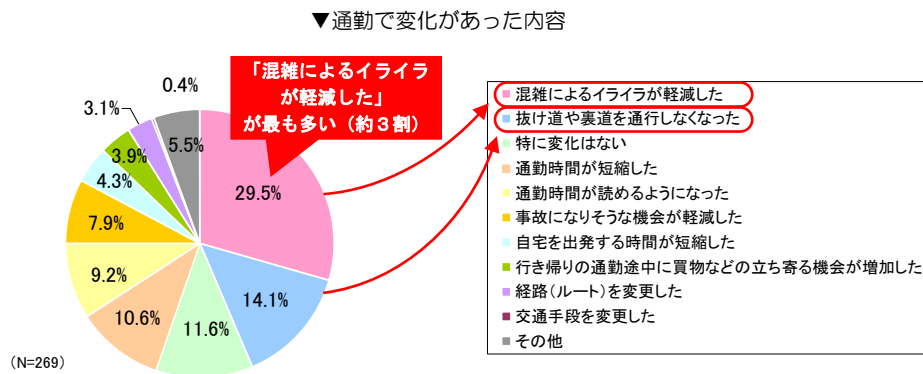 ▼通勤で変化があった内容
「混雑によるイライラ
が軽減した」
が最も多い（約３割）
0.4%
3.1%
5.5%
3.9%
4.3%
7.9%
9.2%
10.6%
11.6%
14.1%
29.5%
(N=269)
混雑によるイライラが軽減した
抜け道や裏道を通行しなくなった
特に変化はない
通勤時間が短縮した
通勤時間が読めるようになった
事故になりそうな機会が軽減した
自宅を出発する時間が短縮した
行き帰りの通勤途中に買物などの立ち寄る機会が増加した
経路（ルート）を変更した
交通手段を変更した
その他